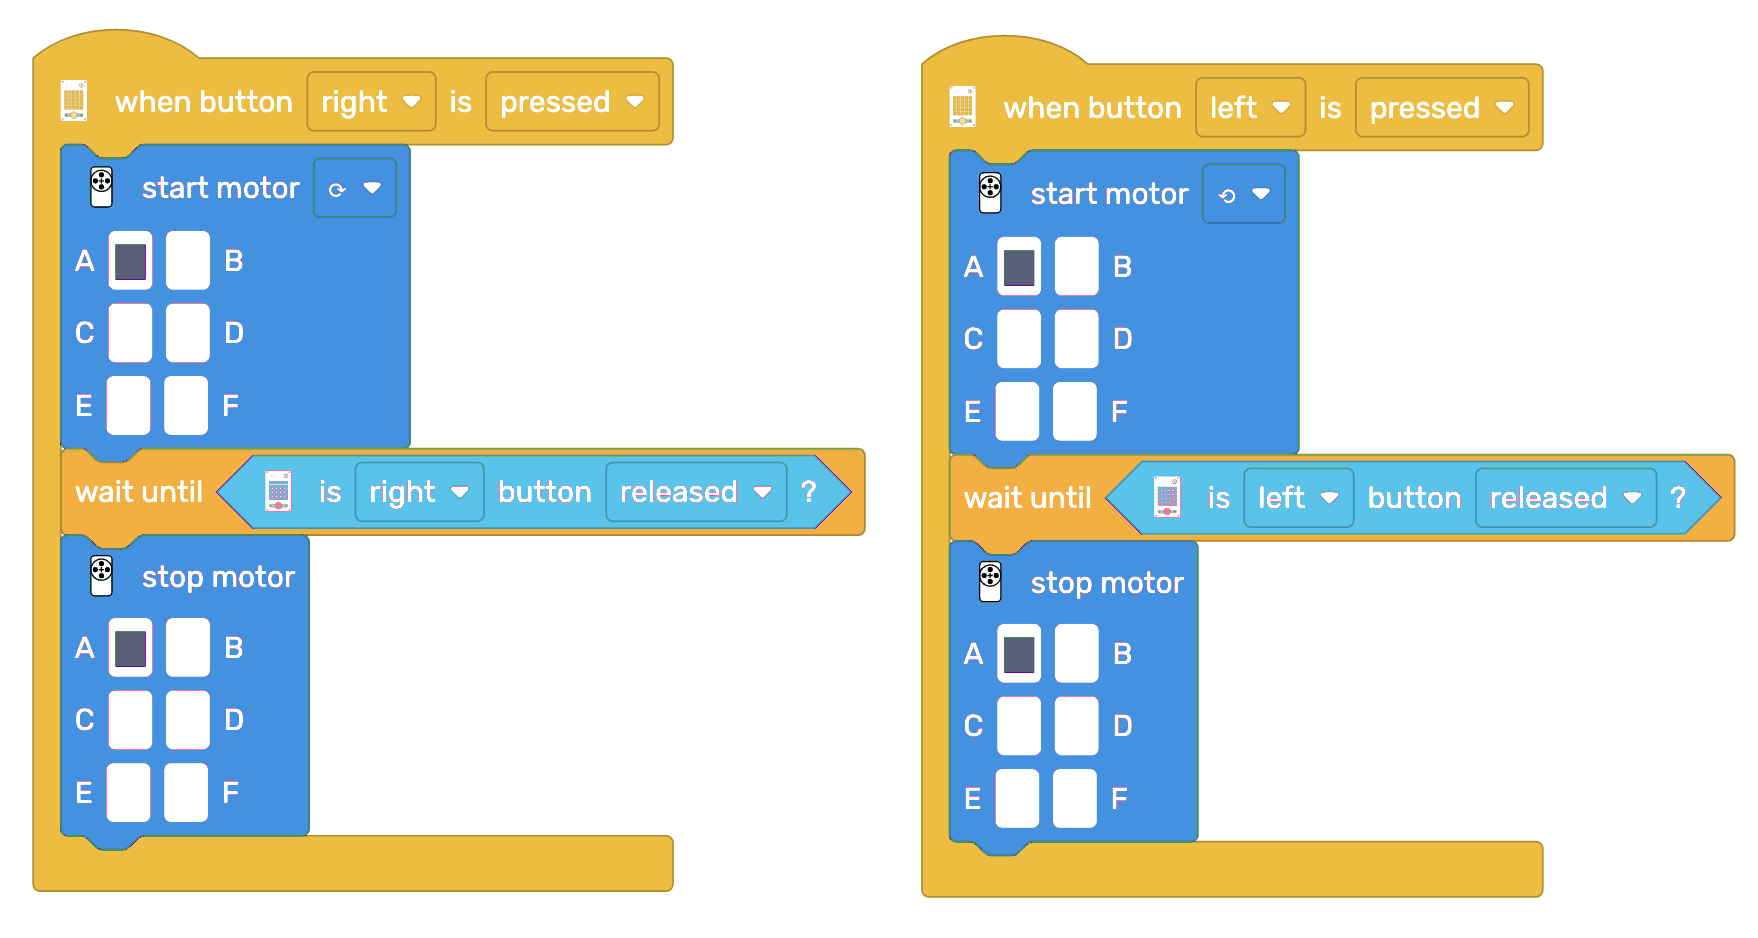 when button right is pressed
start motor
A B
C D
E F
wait until is right button released ?
stop motor
A B
C D
E F
when button left is pressed
start motor
A B
C D
E F
wait until is left button released ?
stop motor
A B
C D
E F